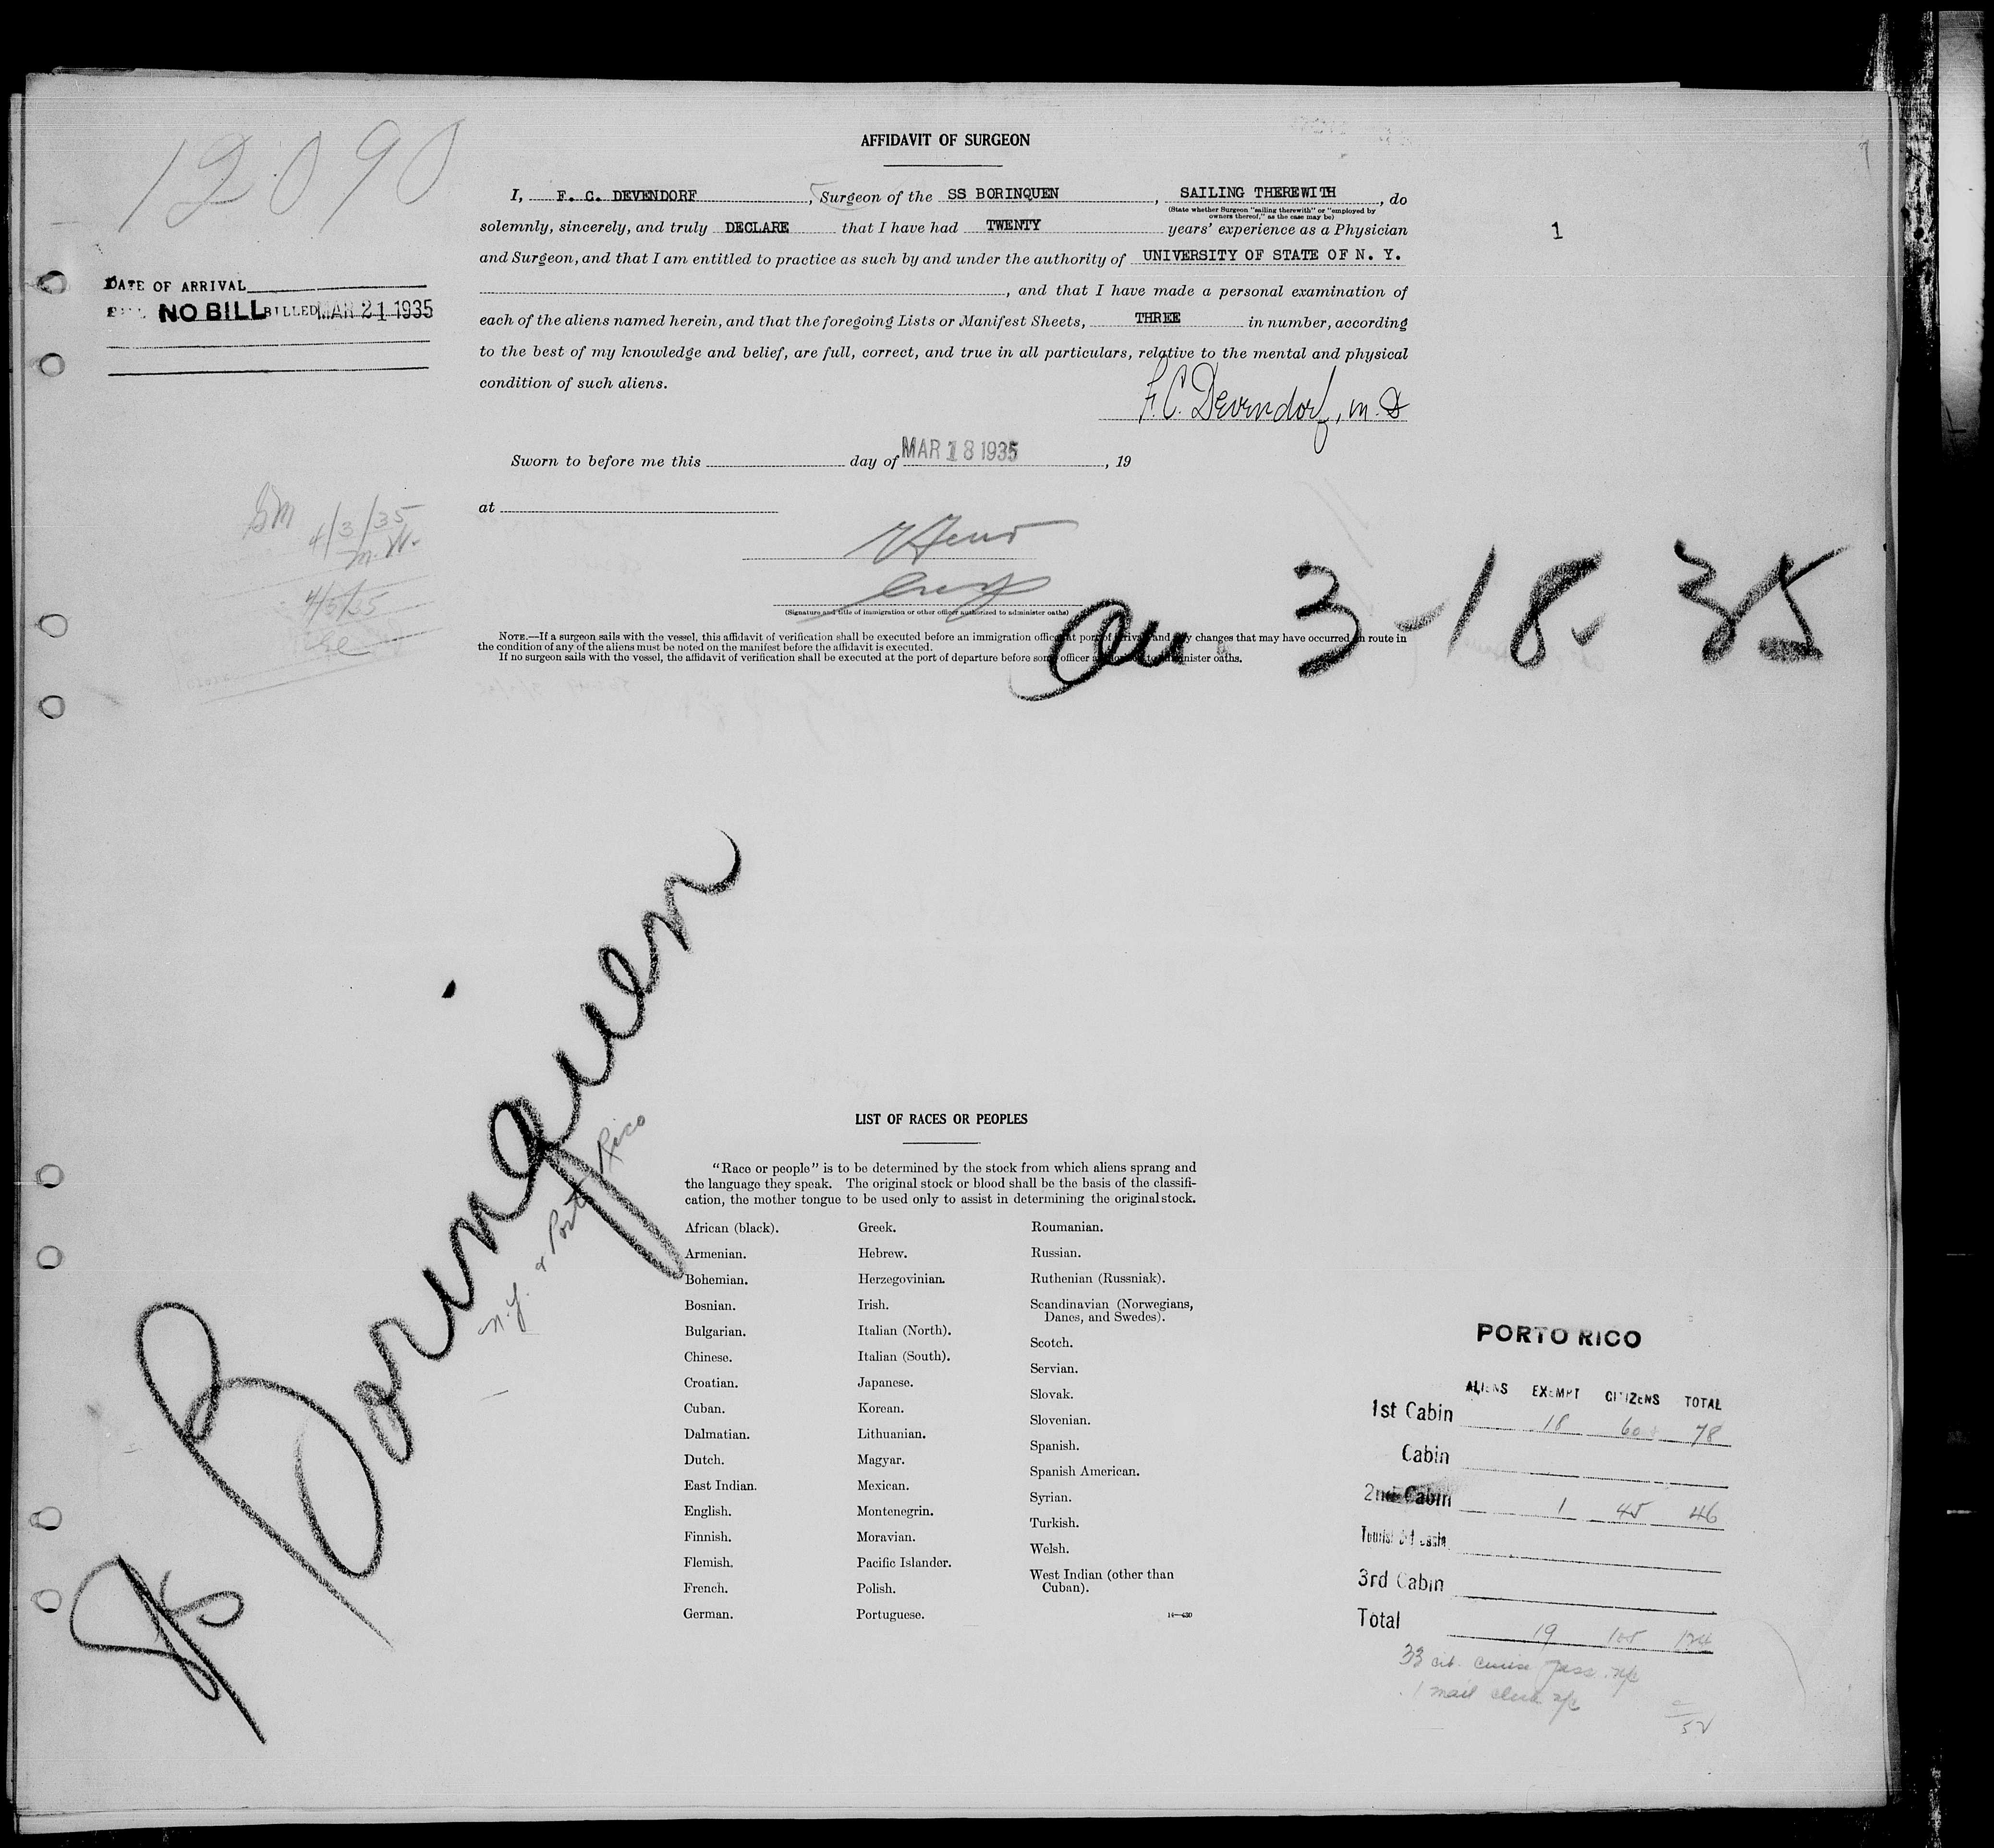 12090
AFFIDAVIT OF SURGEON
I, F. C. DEVENDORF, Surgeon of the SS BORINQUEN, SAILING THEREWITH, do
(State whether Surgeon "sailing therewith" or "employed by
owners thereof," as the case may be)
solemnly, sincerely, and truly DECLARE that I have had TWENTY years' experience as a Physician
1
and Surgeon, and that I am entitled to practice as such by and under the authority of UNIVERSITY OF STATE OF N. Y.
, and that I have made a personal examination of
each of the aliens named herein, and that the foregoing Lists or Manifest Sheets, THREE in number, according
to the best of my knowledge and belief, are full, correct, and true in all particulars, relative to the mental and physical
condition of such aliens.
F. C. Devendorf, M. D
DATE OF ARRIVAL
NO BILL BILLED MAR 21 1935
Sworn to before me this day of MAR 18 1935, 19
at
4/3/35
M. W.
4/3/35
(Signature and title of immigration or other officer authorized to administer oaths)
3-18-35
NOTE.—If a surgeon sails with the vessel, this affidavit of verification shall be executed before an immigration officer at port of arrival and any changes that may have occurred in route in
the condition of any of the aliens must be noted on the manifest before the affidavit is executed.
If no surgeon sails with the vessel, the affidavit of verification shall be executed at the port of departure before some officer to administer oaths.
SS Borinquen
N.Y. & Porto Rico
LIST OF RACES OR PEOPLES
"Race or people" is to be determined by the stock from which aliens sprang and
the language they speak. The original stock or blood shall be the basis of the classifi-
cation, the mother tongue to be used only to assist in determining the original stock.
African (black).
Armenian.
Bohemian.
Bosnian.
Bulgarian.
Chinese.
Croatian.
Cuban.
Dalmatian.
Dutch.
East Indian.
English.
Finnish.
Flemish.
French.
German.
Greek.
Hebrew.
Herzegovinian.
Irish.
Italian (North).
Italian (South).
Japanese.
Korean.
Lithuanian.
Magyar.
Mexican.
Montenegrin.
Moravian.
Pacific Islander.
Polish.
Portuguese.
Roumanian.
Russian.
Ruthenian (Russniak).
Scandinavian (Norwegians,
Danes, and Swedes).
Scotch.
Servian.
Slovak.
Slovenian.
Spanish.
Spanish American.
Syrian.
Turkish.
Welsh.
West Indian (other than
Cuban).
14—430
PORTO RICO
ALIENS EXEMPT CITIZENS TOTAL
1st Cabin 18 60 78
Cabin
2nd Cabin 1 45 46
3rd Cabin
Total 19 105 124
33 cit. cruise pass.
1 mail clerk
52